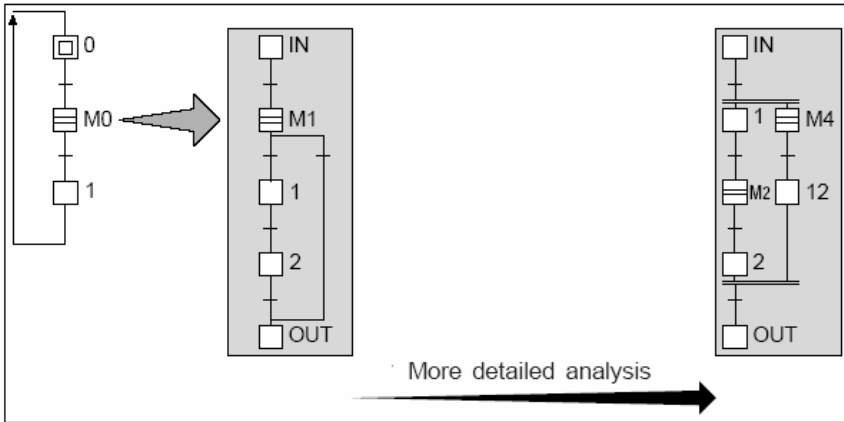 0
M0
1
IN
M1
1
2
OUT
IN
1 M4
M2 12
2
OUT
More detailed analysis